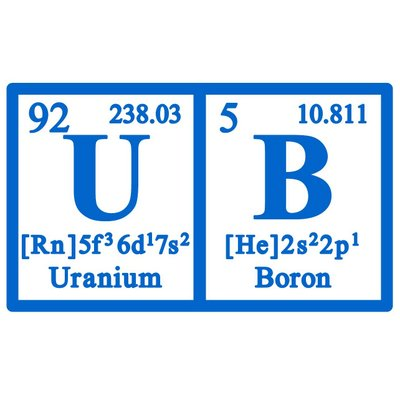 92 238.03
U
[Rn]5f³6d¹7s²
Uranium
5 10.811
B
[He]2s²2p¹
Boron